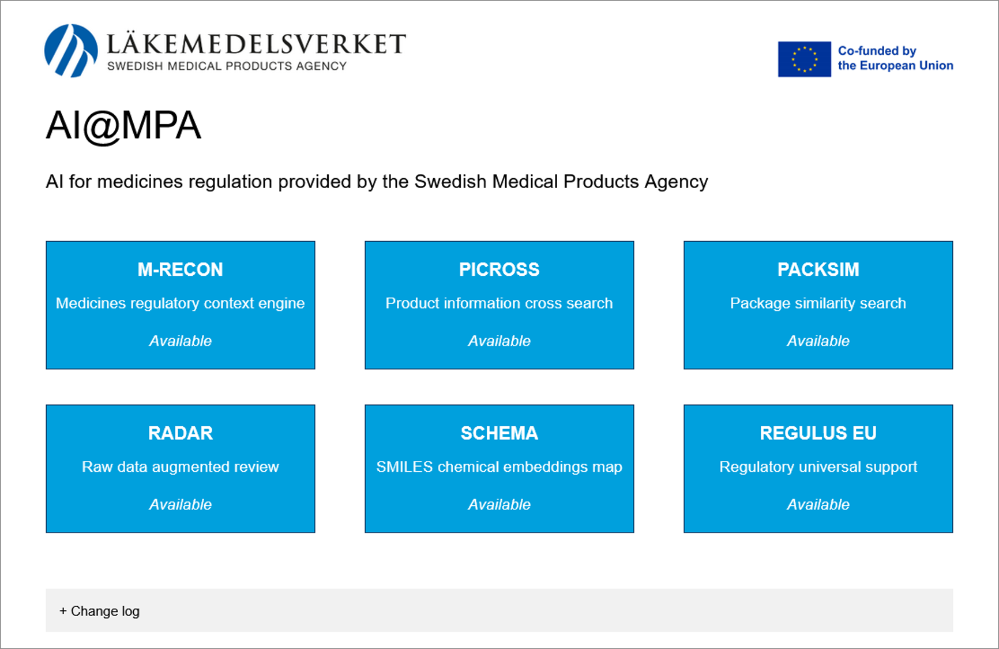 LÄKEMEDELSVERKET
SWEDISH MEDICAL PRODUCTS AGENCY
Co-funded by
the European Union
AI@MPA
AI for medicines regulation provided by the Swedish Medical Products Agency
M-RECON
Medicines regulatory context engine
Available
PICROSS
Product information cross search
Available
PACKSIM
Package similarity search
Available
RADAR
Raw data augmented review
Available
SCHEMA
SMILES chemical embeddings map
Available
REGULUS EU
Regulatory universal support
Available
+ Change log